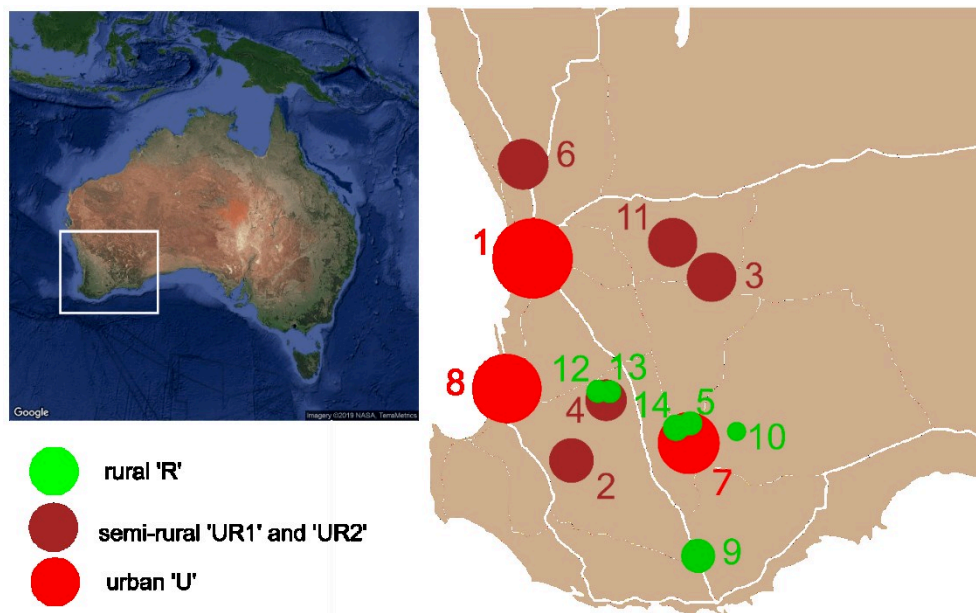 Google
Imagery ©2019 NASA, TerraMetrics
rural 'R'
semi-rural 'UR1' and 'UR2'
urban 'U'
6
11
1
3
12
13
8
4
14
5
10
2
7
9